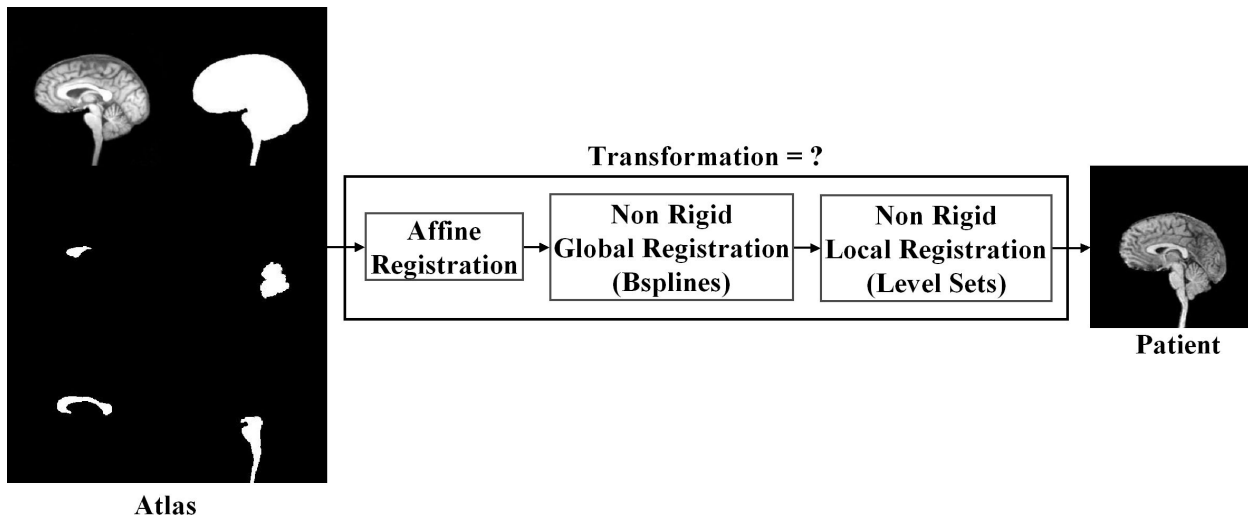 Transformation = ?
Affine
Registration
Non Rigid
Global Registration
(Bsplines)
Non Rigid
Local Registration
(Level Sets)
Patient
Atlas